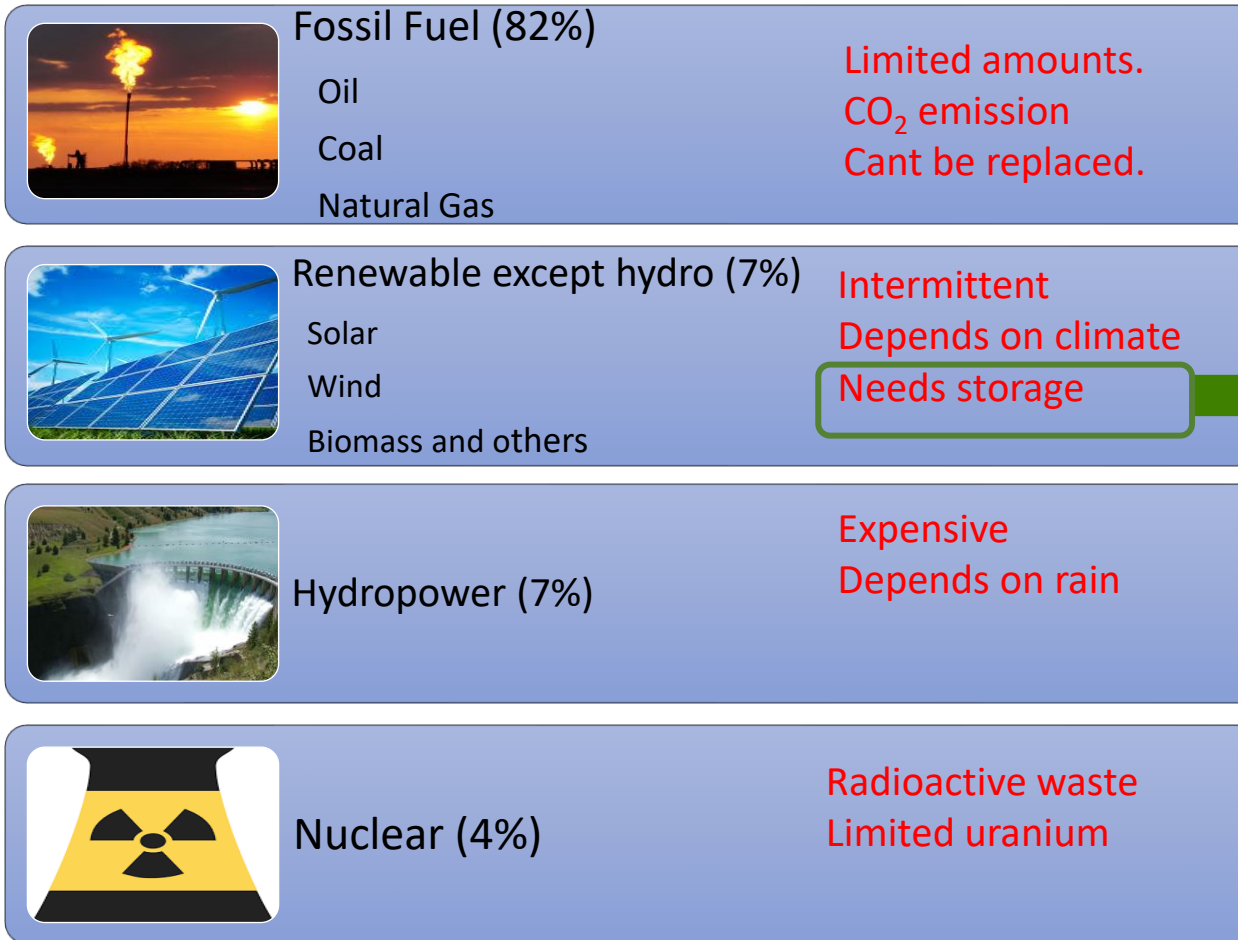 Fossil Fuel (82%)
Oil
Coal
Natural Gas
Limited amounts.
CO₂ emission
Cant be replaced.
Renewable except hydro (7%)
Solar
Wind
Biomass and others
Intermittent
Depends on climate
Needs storage
Hydropower (7%)
Expensive
Depends on rain
Nuclear (4%)
Radioactive waste
Limited uranium